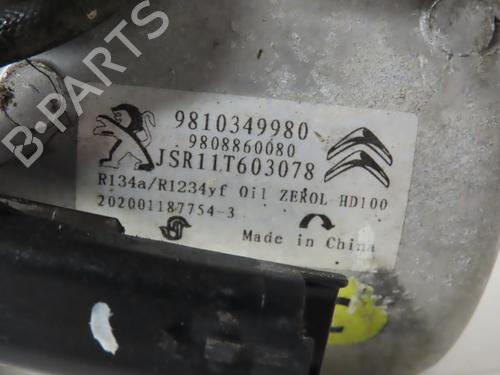 B-PARTS
9810349980
9808860080
JSR11T603078
R134a/R1234yf Oil ZEROL HD100
202001187754-3
Made in China